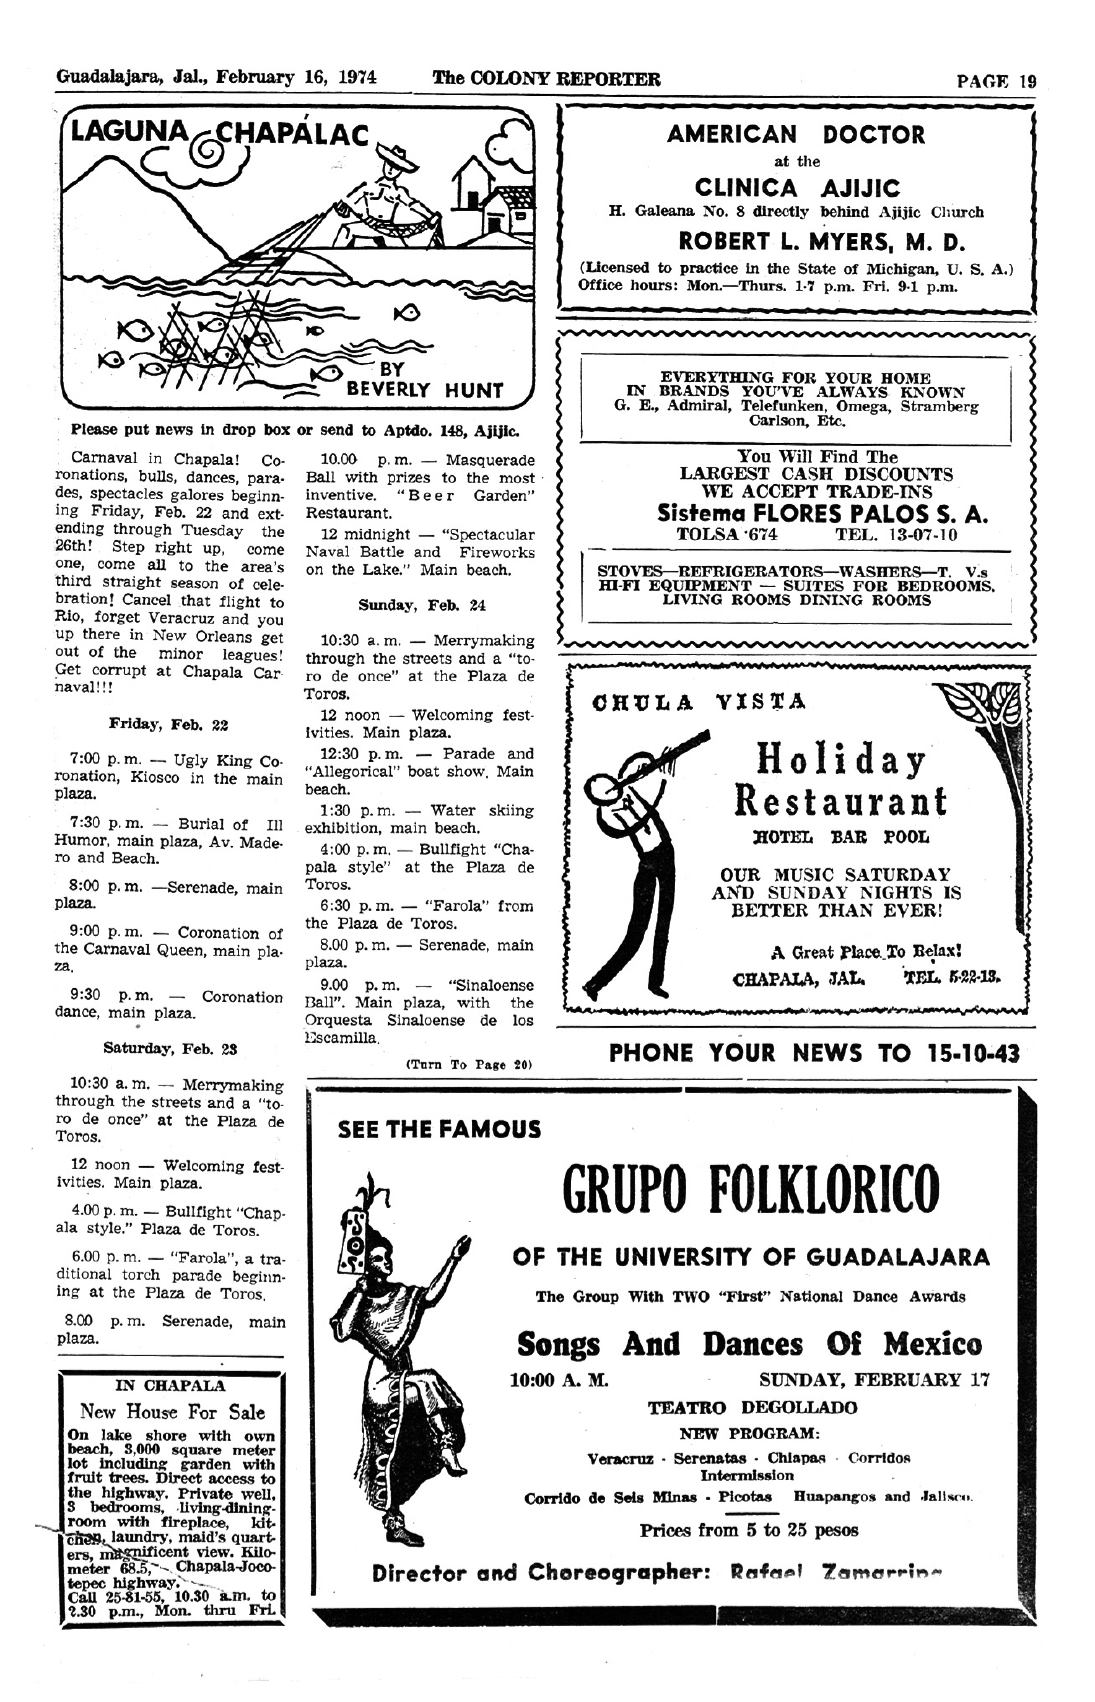 Guadalajara, Jal., February 16, 1974 The COLONY REPORTER PAGE 19
LAGUNA CHAPÁLAC
BY
BEVERLY HUNT
Please put news in drop box or send to Aptdo. 148, Ajijic.
Carnaval in Chapala! Co-
ronations, bulls, dances, para-
des, spectacles galores beginn-
ing Friday, Feb. 22 and ext-
ending through Tuesday the
26th! Step right up, come
one, come all to the area's
third straight season of cele-
bration! Cancel that flight to
Rio, forget Veracruz and you
up there in New Orleans get
out of the minor leagues!
Get corrupt at Chapala Car-
naval!!!
Friday, Feb. 22
7:00 p. m. — Ugly King Co-
ronation, Kiosco in the main
plaza.
7:30 p. m. — Burial of Ill
Humor, main plaza, Av. Made-
ro and Beach.
8:00 p. m. —Serenade, main
plaza.
9:00 p. m. — Coronation of
the Carnaval Queen, main pla-
za.
9:30 p. m. — Coronation
dance, main plaza.
Saturday, Feb. 23
10:30 a. m. — Merrymaking
through the streets and a "to-
ro de once" at the Plaza de
Toros.
12 noon — Welcoming fest-
ivities. Main plaza.
4.00 p. m. — Bullfight "Chap-
ala style." Plaza de Toros.
6.00 p. m. — "Farola", a tra-
ditional torch parade beginn-
ing at the Plaza de Toros.
8.00 p. m. Serenade, main
plaza.
10.00 p. m. — Masquerade
Ball with prizes to the most
inventive. "Beer Garden"
Restaurant.
12 midnight — "Spectacular
Naval Battle and Fireworks
on the Lake." Main beach.
Sunday, Feb. 24
10:30 a. m. — Merrymaking
through the streets and a "to-
ro de once" at the Plaza de
Toros.
12 noon — Welcoming fest-
ivities. Main plaza.
12:30 p. m. — Parade and
"Allegorical" boat show. Main
beach.
1:30 p. m. — Water skiing
exhibition, main beach.
4:00 p. m. — Bullfight "Cha-
pala style" at the Plaza de
Toros.
6:30 p. m. — "Farola" from
the Plaza de Toros.
8.00 p. m. — Serenade, main
plaza.
9.00 p. m. — "Sinaloense
Ball". Main plaza, with the
Orquesta Sinaloense de los
Escamilla.
(Turn To Page 20)
IN CHAPALA
New House For Sale
On lake shore with own
beach, 3,000 square meter
lot including garden with
fruit trees. Direct access to
the highway. Private well,
3 bedrooms, living-dining-
room with fireplace, kit-
chen, laundry, maid's quart-
ers, magnificent view. Kilo-
meter 68.5, Chapala-Joco-
tepec highway.
Call 25-81-55, 10.30 a.m. to
2.30 p.m., Mon. thru Fri.
AMERICAN DOCTOR
at the
CLINICA AJIJIC
H. Galeana No. 8 directly behind Ajijic Church
ROBERT L. MYERS, M. D.
(Licensed to practice in the State of Michigan, U. S. A.)
Office hours: Mon.—Thurs. 1-7 p.m. Fri. 9-1 p.m.
EVERYTHING FOR YOUR HOME
IN BRANDS YOU'VE ALWAYS KNOWN
G. E., Admiral, Telefunken, Omega, Stramberg
Carlson, Etc.
You Will Find The
LARGEST CASH DISCOUNTS
WE ACCEPT TRADE-INS
Sistema FLORES PALOS S. A.
TOLSA 674 TEL. 13-07-10
STOVES—REFRIGERATORS—WASHERS—T. V.s
HI-FI EQUIPMENT — SUITES FOR BEDROOMS.
LIVING ROOMS DINING ROOMS
CHULA VISTA
Holiday
Restaurant
HOTEL BAR POOL
OUR MUSIC SATURDAY
AND SUNDAY NIGHTS IS
BETTER THAN EVER!
A Great Place To Relax!
CHAPALA, JAL. TEL. 5-22-13.
PHONE YOUR NEWS TO 15-10-43
SEE THE FAMOUS
GRUPO FOLKLORICO
OF THE UNIVERSITY OF GUADALAJARA
The Group With TWO "First" National Dance Awards
Songs And Dances Of Mexico
10:00 A. M. SUNDAY, FEBRUARY 17
TEATRO DEGOLLADO
NEW PROGRAM:
Veracruz - Serenatas - Chiapas - Corridos
Intermission
Corrido de Seis Minas - Picotas Huapangos and Jalisco.
Prices from 5 to 25 pesos
Director and Choreographer: Rafael